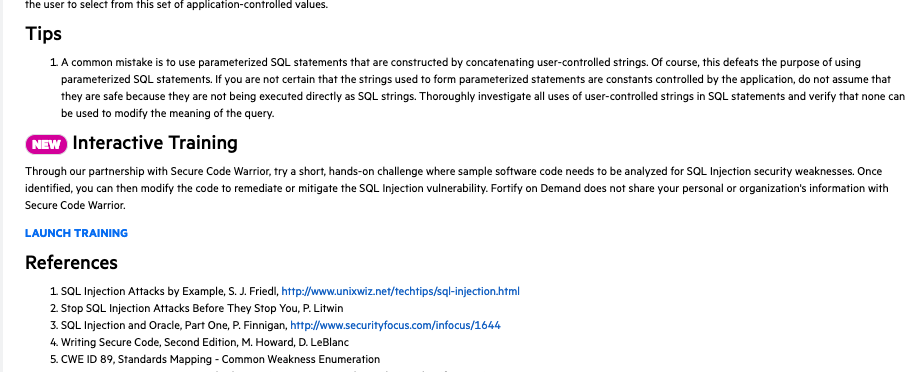 the user to select from this set of application-controlled values.
Tips
1. A common mistake is to use parameterized SQL statements that are constructed by concatenating user-controlled strings. Of course, this defeats the purpose of using
parameterized SQL statements. If you are not certain that the strings used to form parameterized statements are constants controlled by the application, do not assume that
they are safe because they are not being executed directly as SQL strings. Thoroughly investigate all uses of user-controlled strings in SQL statements and verify that none can
be used to modify the meaning of the query.
NEW Interactive Training
Through our partnership with Secure Code Warrior, try a short, hands-on challenge where sample software code needs to be analyzed for SQL Injection security weaknesses. Once
identified, you can then modify the code to remediate or mitigate the SQL Injection vulnerability. Fortify on Demand does not share your personal or organization's information with
Secure Code Warrior.
LAUNCH TRAINING
References
1. SQL Injection Attacks by Example, S. J. Friedl, http://www.unixwiz.net/techtips/sql-injection.html
2. Stop SQL Injection Attacks Before They Stop You, P. Litwin
3. SQL Injection and Oracle, Part One, P. Finnigan, http://www.securityfocus.com/infocus/1644
4. Writing Secure Code, Second Edition, M. Howard, D. LeBlanc
5. CWE ID 89, Standards Mapping - Common Weakness Enumeration